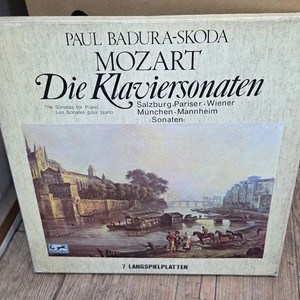 PAUL BADURA-SKODA
MOZART
Die Klaviersonaten
The Sonatas for Piano
Les Sonates pour piano
Salzburg-Pariser-Wiener
München-Mannheim
(Sonaten)
7 LANGSPIELPLATTEN